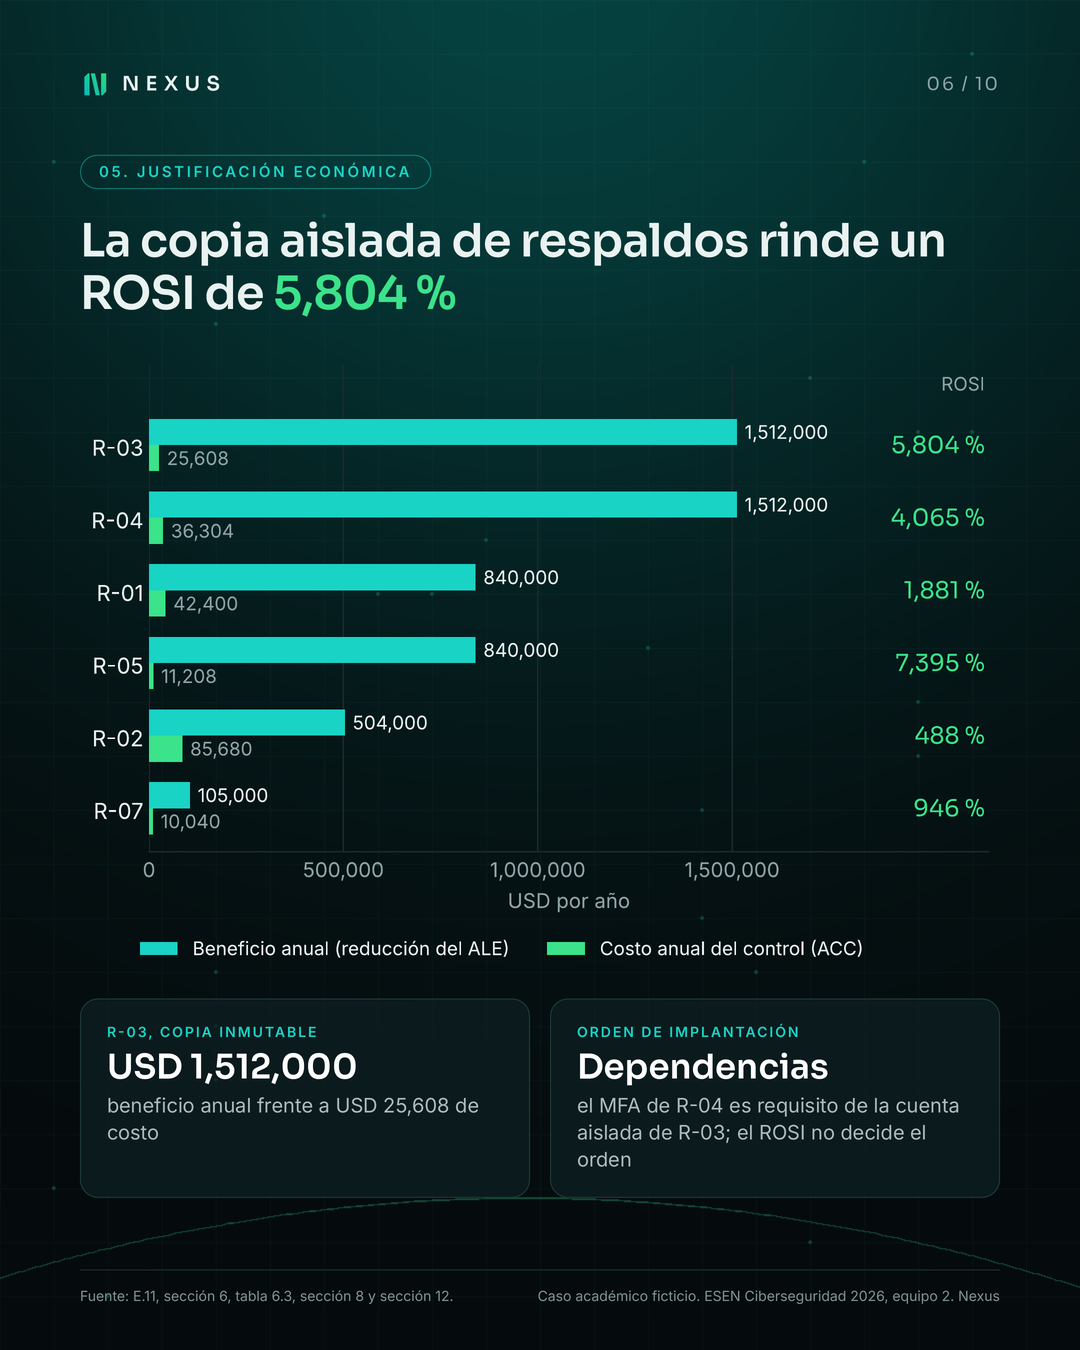 NEXUS
06 / 10
05. JUSTIFICACIÓN ECONÓMICA
La copia aislada de respaldos rinde un
ROSI de 5,804 %
ROSI
R-03
1,512,000
25,608
5,804 %
R-04
1,512,000
36,304
4,065 %
R-01
840,000
42,400
1,881 %
R-05
840,000
11,208
7,395 %
R-02
504,000
85,680
488 %
R-07
105,000
10,040
946 %
0
500,000
1,000,000
1,500,000
USD por año
Beneficio anual (reducción del ALE)
Costo anual del control (ACC)
R-03, COPIA INMUTABLE
USD 1,512,000
beneficio anual frente a USD 25,608 de
costo
ORDEN DE IMPLANTACIÓN
Dependencias
el MFA de R-04 es requisito de la cuenta
aislada de R-03; el ROSI no decide el
orden
Fuente: E.11, sección 6, tabla 6.3, sección 8 y sección 12.
Caso académico ficticio. ESEN Ciberseguridad 2026, equipo 2. Nexus